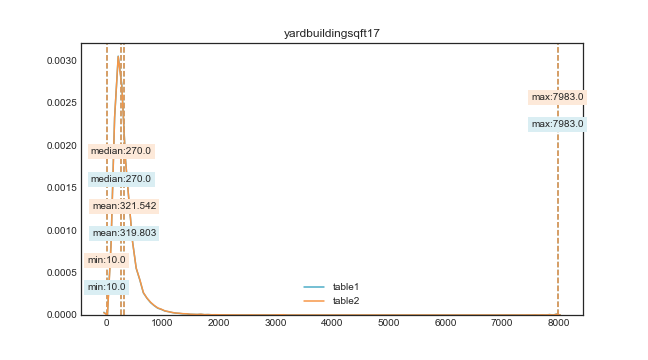 yardbuildingsqft17
0.0030
0.0025
0.0020
0.0015
0.0010
0.0005
0.0000
max:7983.0
max:7983.0
median:270.0
median:270.0
mean:321.542
mean:319.803
min:10.0
min:10.0
table1
table2
0 1000 2000 3000 4000 5000 6000 7000 8000